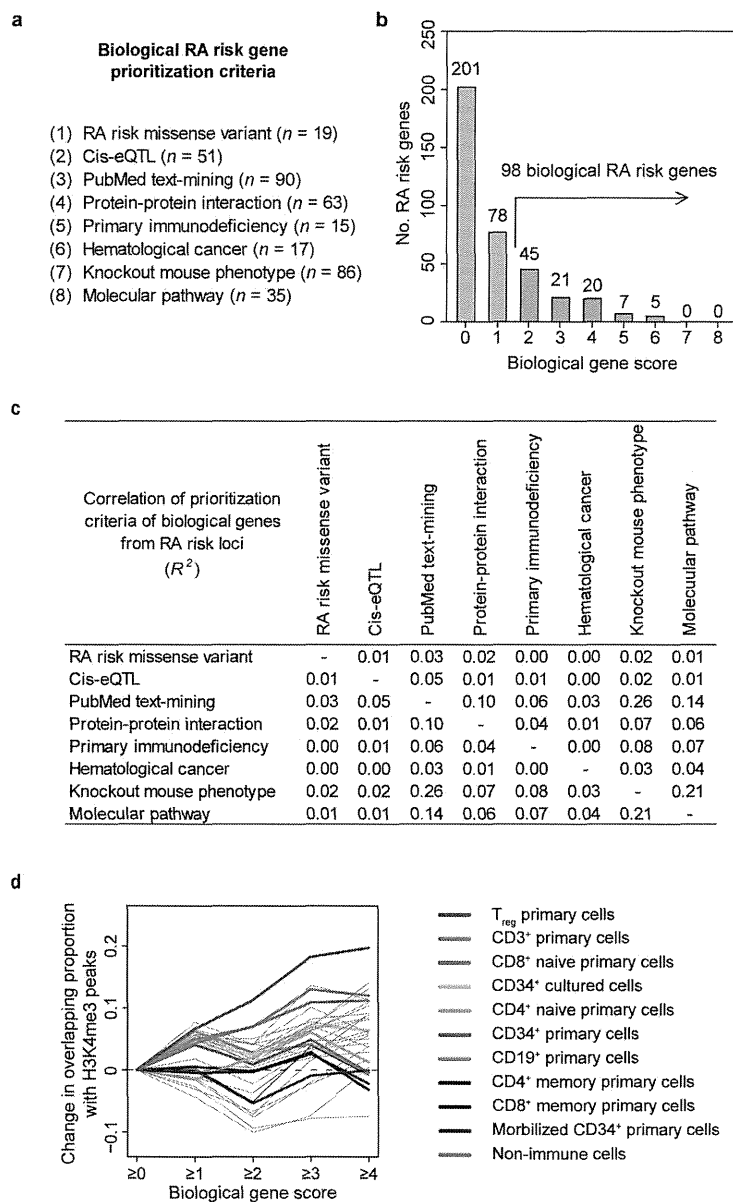 a
Biological RA risk gene
prioritization criteria
(1) RA risk missense variant (n = 19)
(2) Cis-eQTL (n = 51)
(3) PubMed text-mining (n = 90)
(4) Protein-protein interaction (n = 63)
(5) Primary immunodeficiency (n = 15)
(6) Hematological cancer (n = 17)
(7) Knockout mouse phenotype (n = 86)
(8) Molecular pathway (n = 35)
b
No. RA risk genes
250
200
150
100
50
0
201
78
45
21
20
7
5
0
0
98 biological RA risk genes
0 1 2 3 4 5 6 7 8
Biological gene score
c
Correlation of prioritization
criteria of biological genes
from RA risk loci
(R²)
RA risk missense variant
Cis-eQTL
PubMed text-mining
Protein-protein interaction
Primary immunodeficiency
Hematological cancer
Knockout mouse phenotype
Molecuular pathway
RA risk missense variant - 0.01 0.03 0.02 0.00 0.00 0.02 0.01
Cis-eQTL 0.01 - 0.05 0.01 0.01 0.00 0.02 0.01
PubMed text-mining 0.03 0.05 - 0.10 0.06 0.03 0.26 0.14
Protein-protein interaction 0.02 0.01 0.10 - 0.04 0.01 0.07 0.06
Primary immunodeficiency 0.00 0.01 0.06 0.04 - 0.00 0.08 0.07
Hematological cancer 0.00 0.00 0.03 0.01 0.00 - 0.03 0.04
Knockout mouse phenotype 0.02 0.02 0.26 0.07 0.08 0.03 - 0.21
Molecular pathway 0.01 0.01 0.14 0.06 0.07 0.04 0.21 -
d
Change in overlapping proportion
with H3K4me3 peaks
0.2
0.1
0
−0.1
≥0 ≥1 ≥2 ≥3 ≥4
Biological gene score
Treg primary cells
CD3⁺ primary cells
CD8⁺ naive primary cells
CD34⁺ cultured cells
CD4⁺ naive primary cells
CD34⁺ primary cells
CD19⁺ primary cells
CD4⁺ memory primary cells
CD8⁺ memory primary cells
Morbilized CD34⁺ primary cells
Non-immune cells